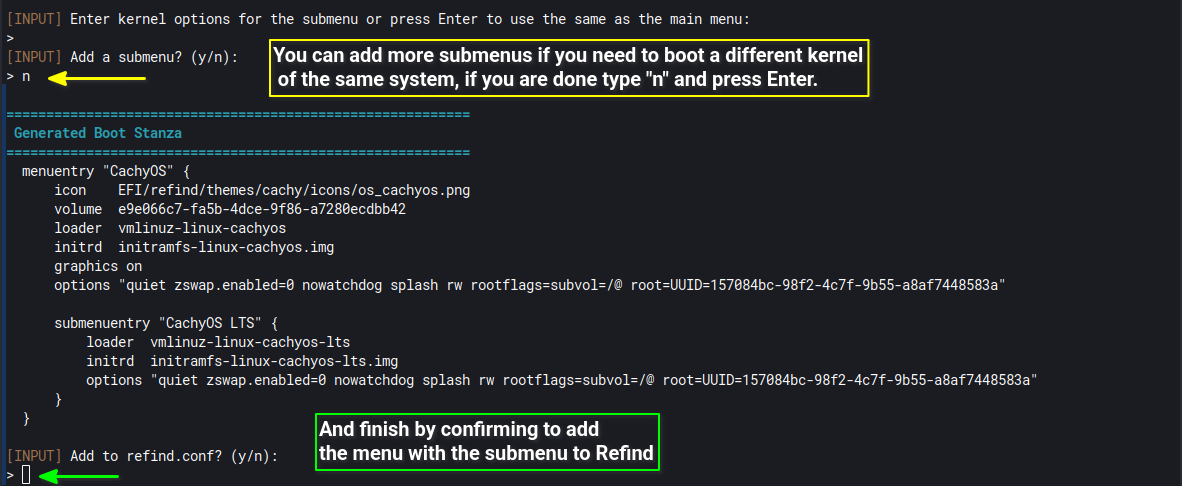 [INPUT] Enter kernel options for the submenu or press Enter to use the same as the main menu:
>
[INPUT] Add a submenu? (y/n):
> n
You can add more submenus if you need to boot a different kernel
of the same system, if you are done type "n" and press Enter.
==========================================================
Generated Boot Stanza
==========================================================
menuentry "CachyOS" {
    icon    EFI/refind/themes/cachy/icons/os_cachyos.png
    volume  e9e066c7-fa5b-4dce-9f86-a7280ecdbb42
    loader  vmlinuz-linux-cachyos
    initrd  initramfs-linux-cachyos.img
    graphics on
    options "quiet zswap.enabled=0 nowatchdog splash rw rootflags=subvol=/@ root=UUID=157084bc-98f2-4c7f-9b55-a8af7448583a"
    submenuentry "CachyOS LTS" {
        loader  vmlinuz-linux-cachyos-lts
        initrd  initramfs-linux-cachyos-lts.img
        options "quiet zswap.enabled=0 nowatchdog splash rw rootflags=subvol=/@ root=UUID=157084bc-98f2-4c7f-9b55-a8af7448583a"
    }
}
And finish by confirming to add
the menu with the submenu to Refind
[INPUT] Add to refind.conf? (y/n):
>